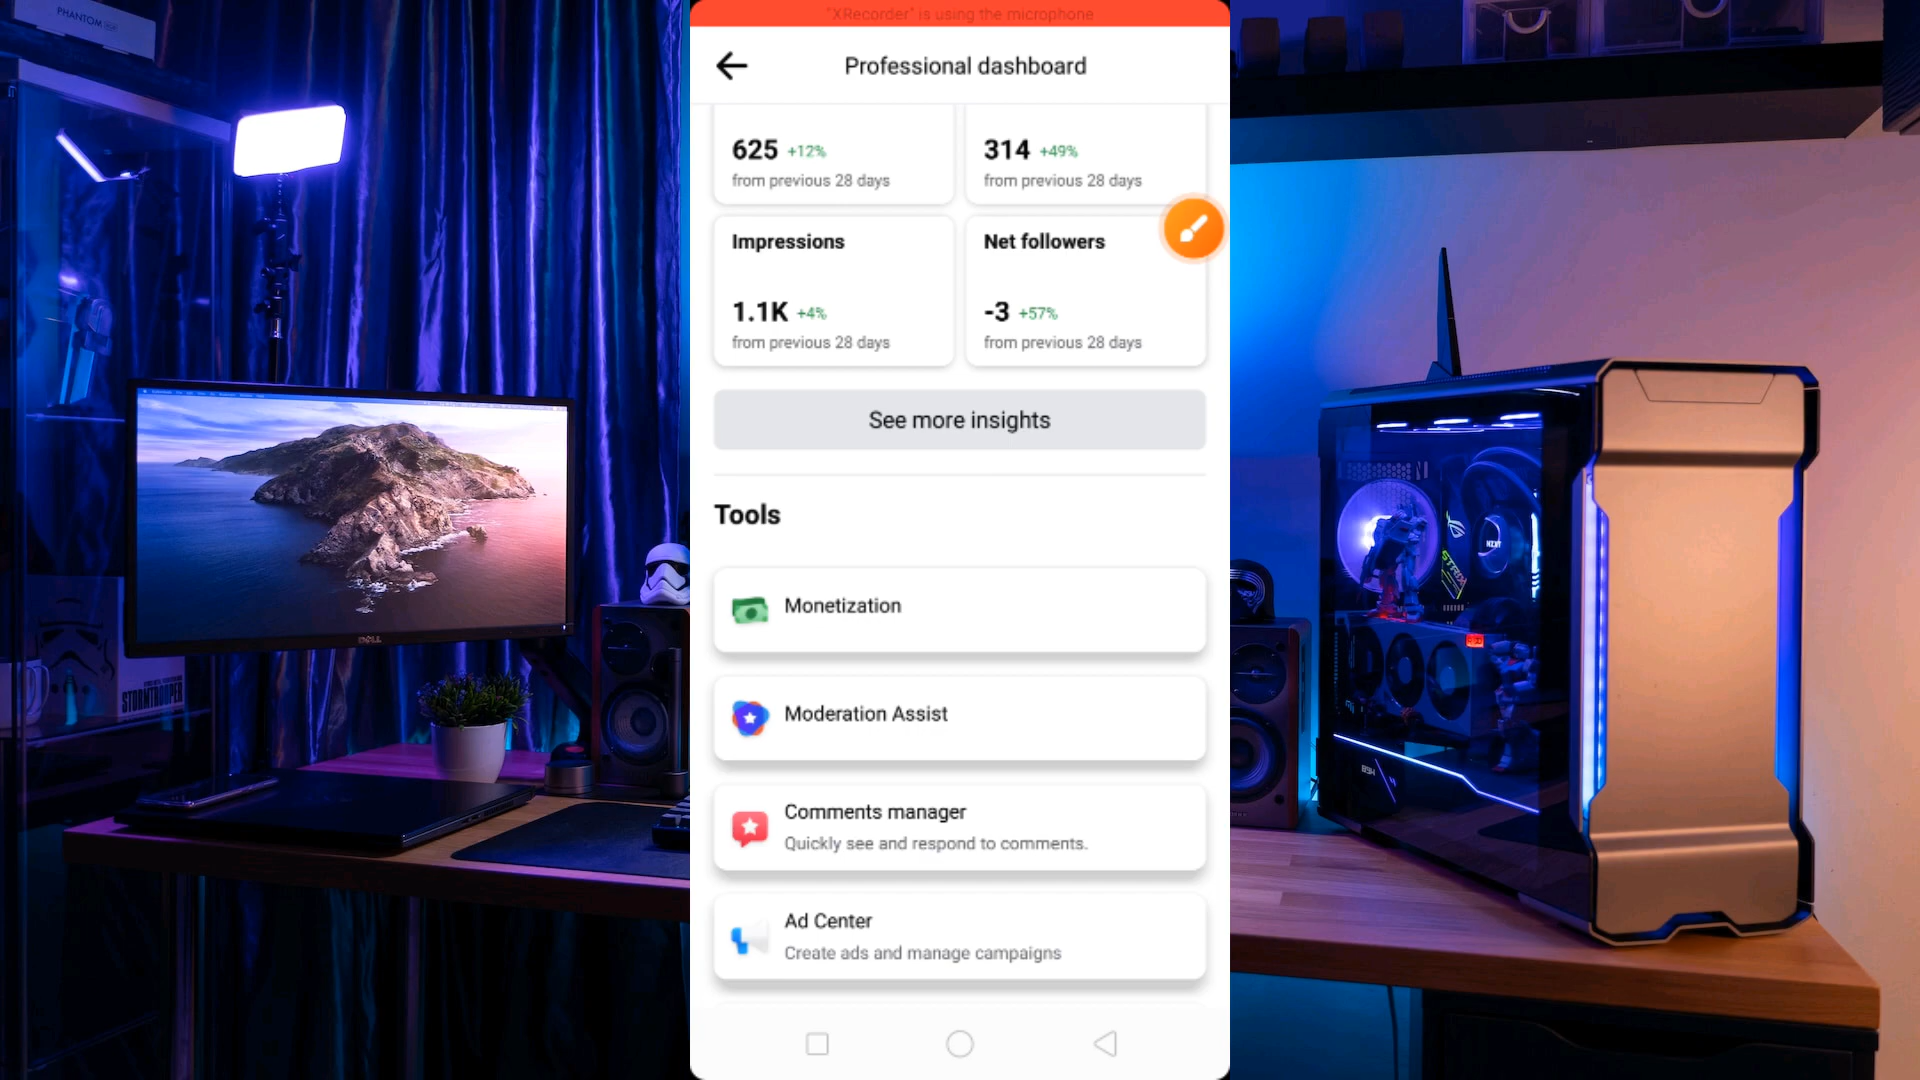 "XRecorder" is using the microphone
Professional dashboard
625 +12%
from previous 28 days
314 +49%
from previous 28 days
Impressions
1.1K +4%
from previous 28 days
Net followers
-3 +57%
from previous 28 days
See more insights
Tools
Monetization
Moderation Assist
Comments manager
Quickly see and respond to comments.
Ad Center
Create ads and manage campaigns
PHANTOM
DELL
STORMTROOPER
NZXT
STRIX